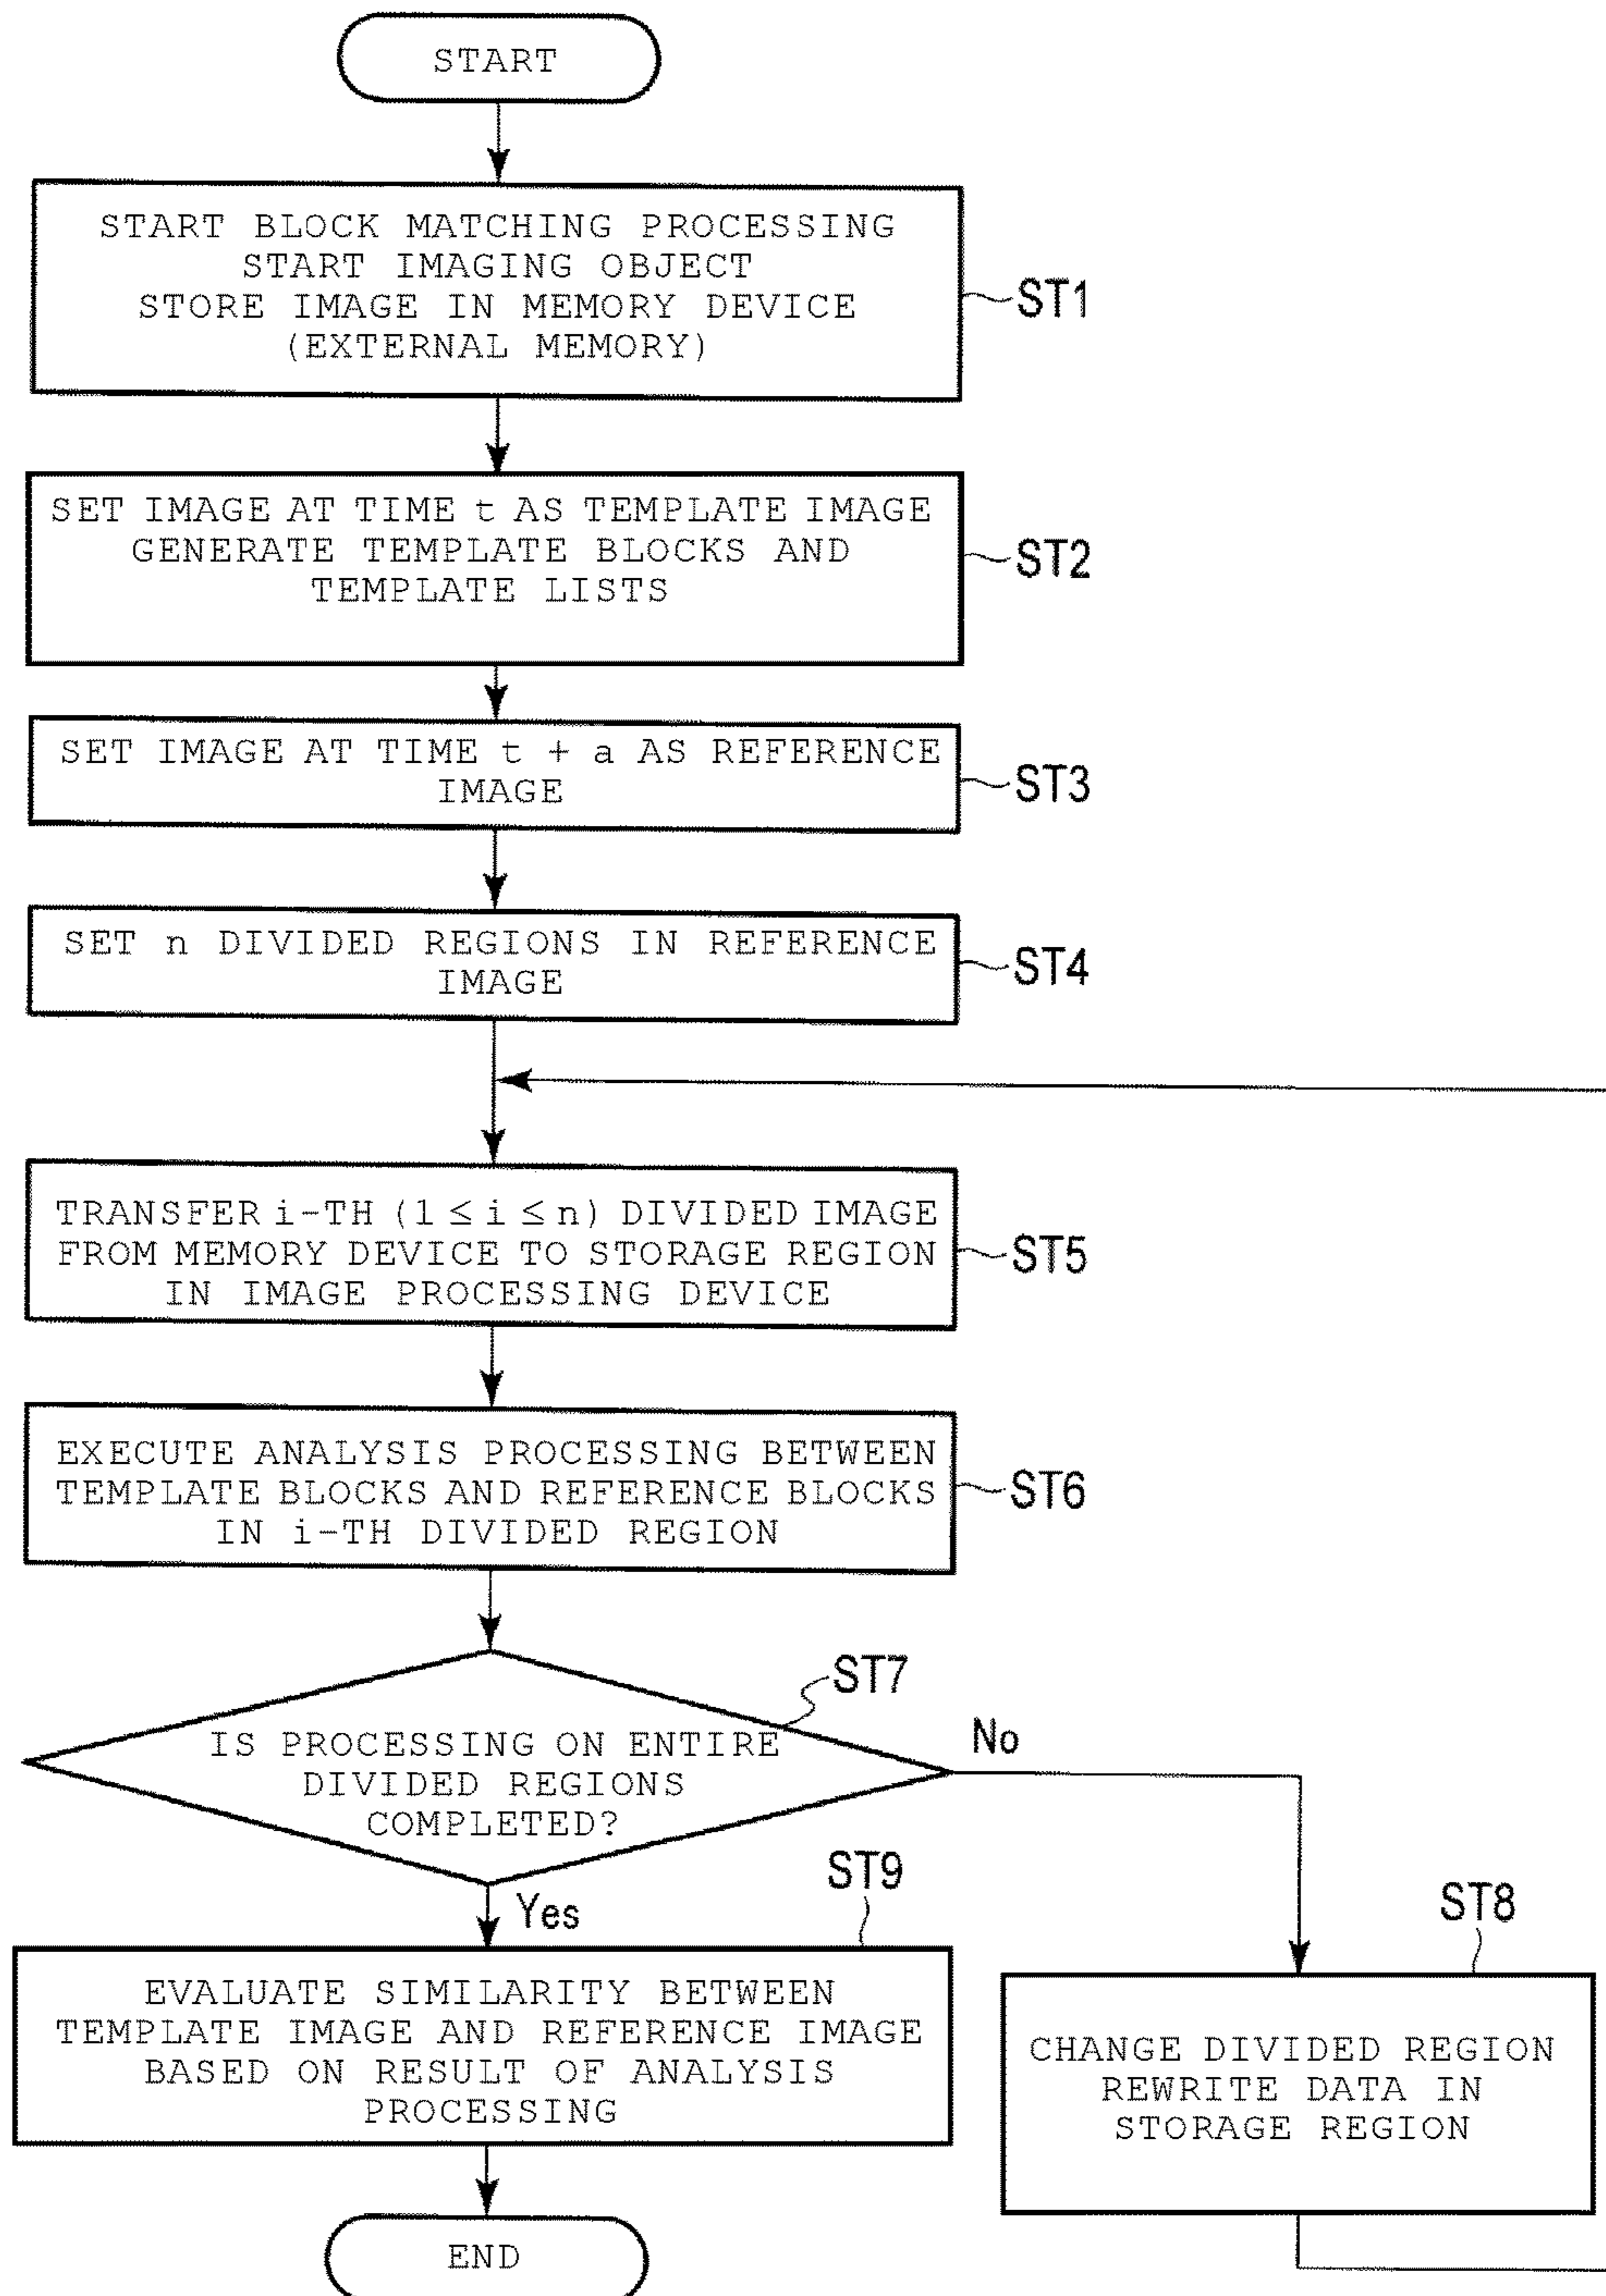 START
START BLOCK MATCHING PROCESSING
START IMAGING OBJECT
STORE IMAGE IN MEMORY DEVICE
(EXTERNAL MEMORY)
ST1
SET IMAGE AT TIME t AS TEMPLATE IMAGE
GENERATE TEMPLATE BLOCKS AND
TEMPLATE LISTS
ST2
SET IMAGE AT TIME t + a AS REFERENCE
IMAGE
ST3
SET n DIVIDED REGIONS IN REFERENCE
IMAGE
ST4
TRANSFER i-TH (1 ≤ i ≤ n) DIVIDED IMAGE
FROM MEMORY DEVICE TO STORAGE REGION
IN IMAGE PROCESSING DEVICE
ST5
EXECUTE ANALYSIS PROCESSING BETWEEN
TEMPLATE BLOCKS AND REFERENCE BLOCKS
IN i-TH DIVIDED REGION
ST6
ST7
IS PROCESSING ON ENTIRE
DIVIDED REGIONS
COMPLETED?
No
Yes
ST9
EVALUATE SIMILARITY BETWEEN
TEMPLATE IMAGE AND REFERENCE IMAGE
BASED ON RESULT OF ANALYSIS
PROCESSING
ST8
CHANGE DIVIDED REGION
REWRITE DATA IN
STORAGE REGION
END